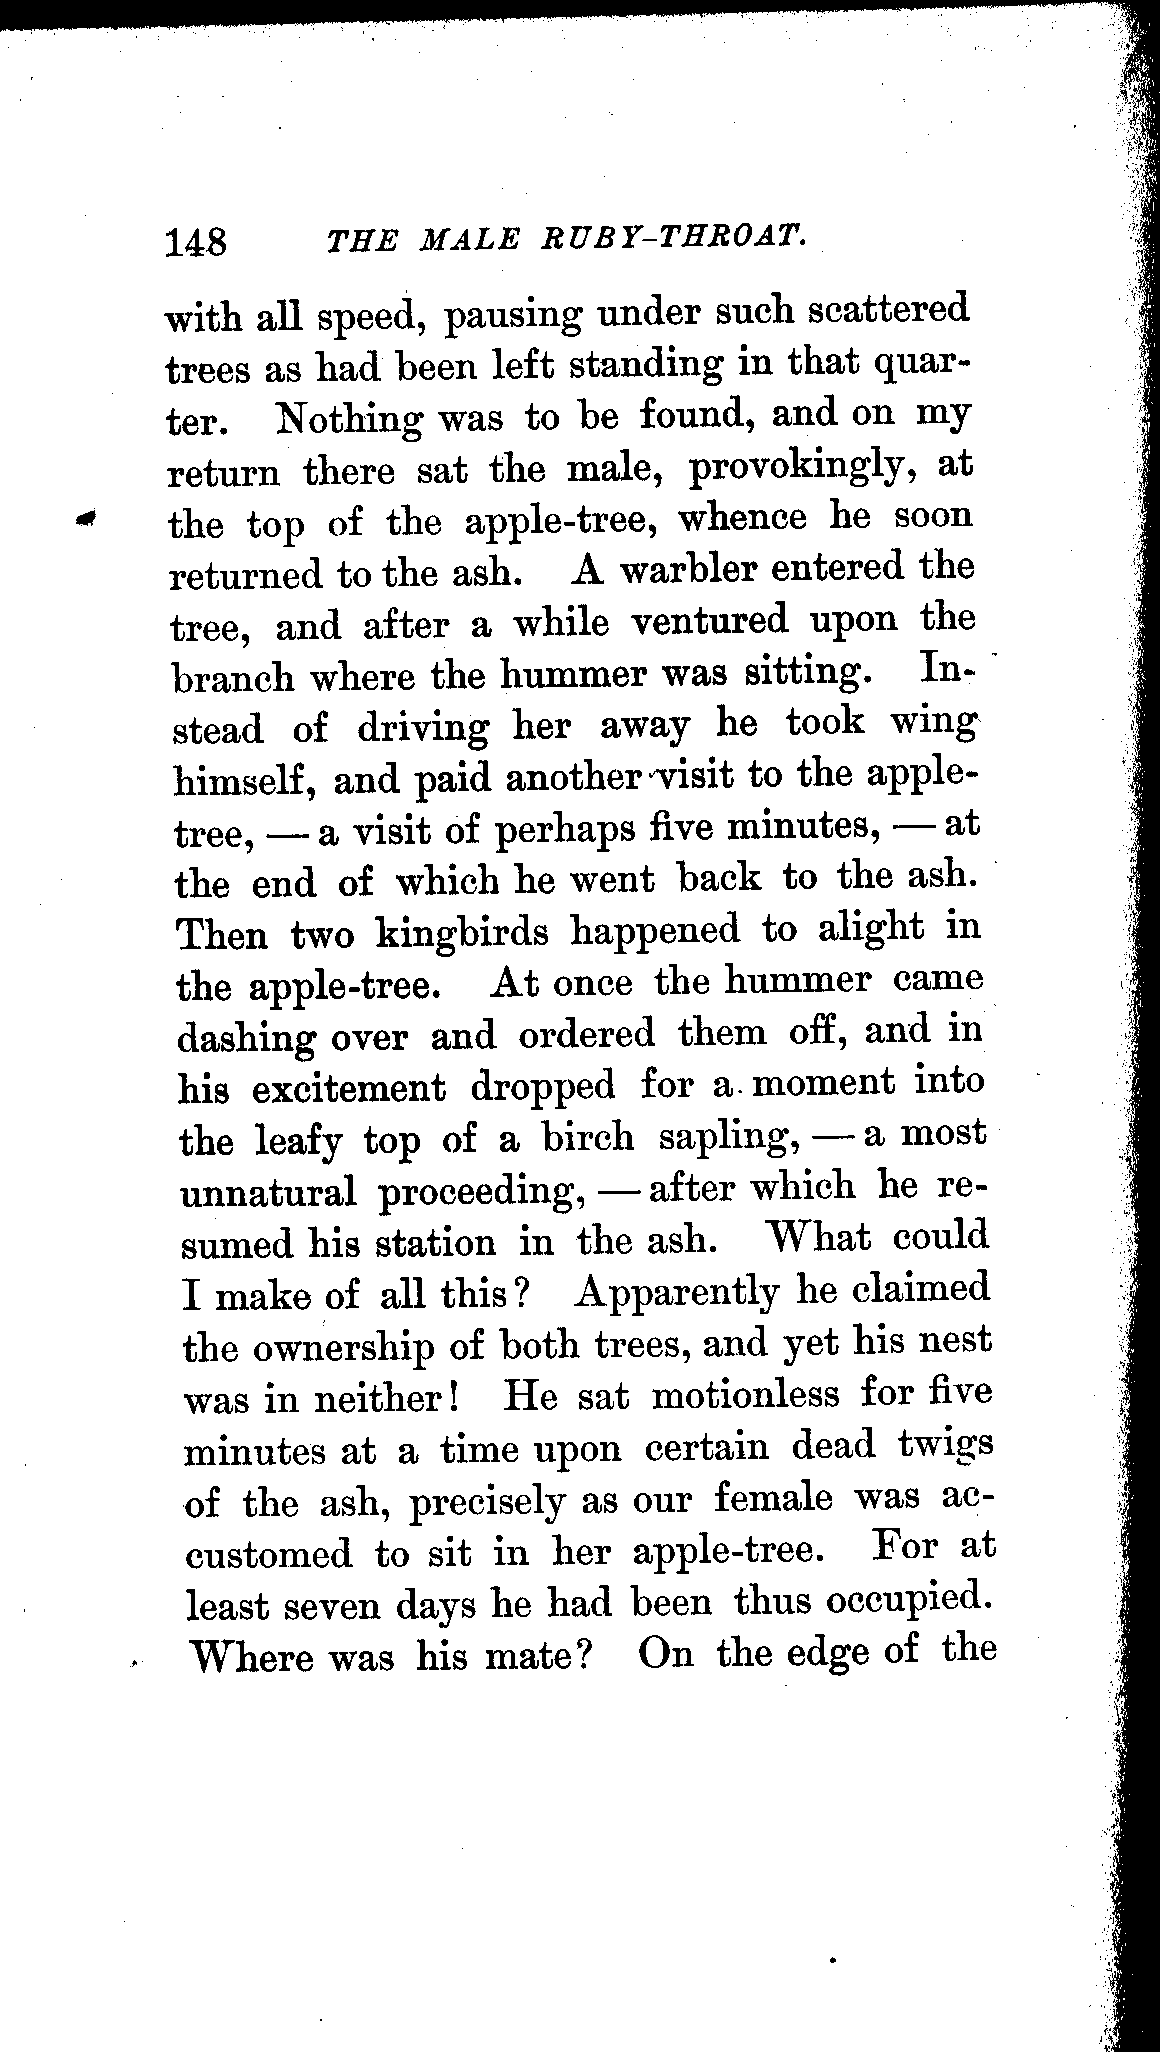 148 THE MALE RUBY-THROAT.
with all speed, pausing under such scattered
trees as had been left standing in that quar-
ter. Nothing was to be found, and on my
return there sat the male, provokingly, at
the top of the apple-tree, whence he soon
returned to the ash. A warbler entered the
tree, and after a while ventured upon the
branch where the hummer was sitting. In-
stead of driving her away he took wing
himself, and paid another visit to the apple-
tree, — a visit of perhaps five minutes, — at
the end of which he went back to the ash.
Then two kingbirds happened to alight in
the apple-tree. At once the hummer came
dashing over and ordered them off, and in
his excitement dropped for a moment into
the leafy top of a birch sapling, — a most
unnatural proceeding, — after which he re-
sumed his station in the ash. What could
I make of all this? Apparently he claimed
the ownership of both trees, and yet his nest
was in neither! He sat motionless for five
minutes at a time upon certain dead twigs
of the ash, precisely as our female was ac-
customed to sit in her apple-tree. For at
least seven days he had been thus occupied.
Where was his mate? On the edge of the